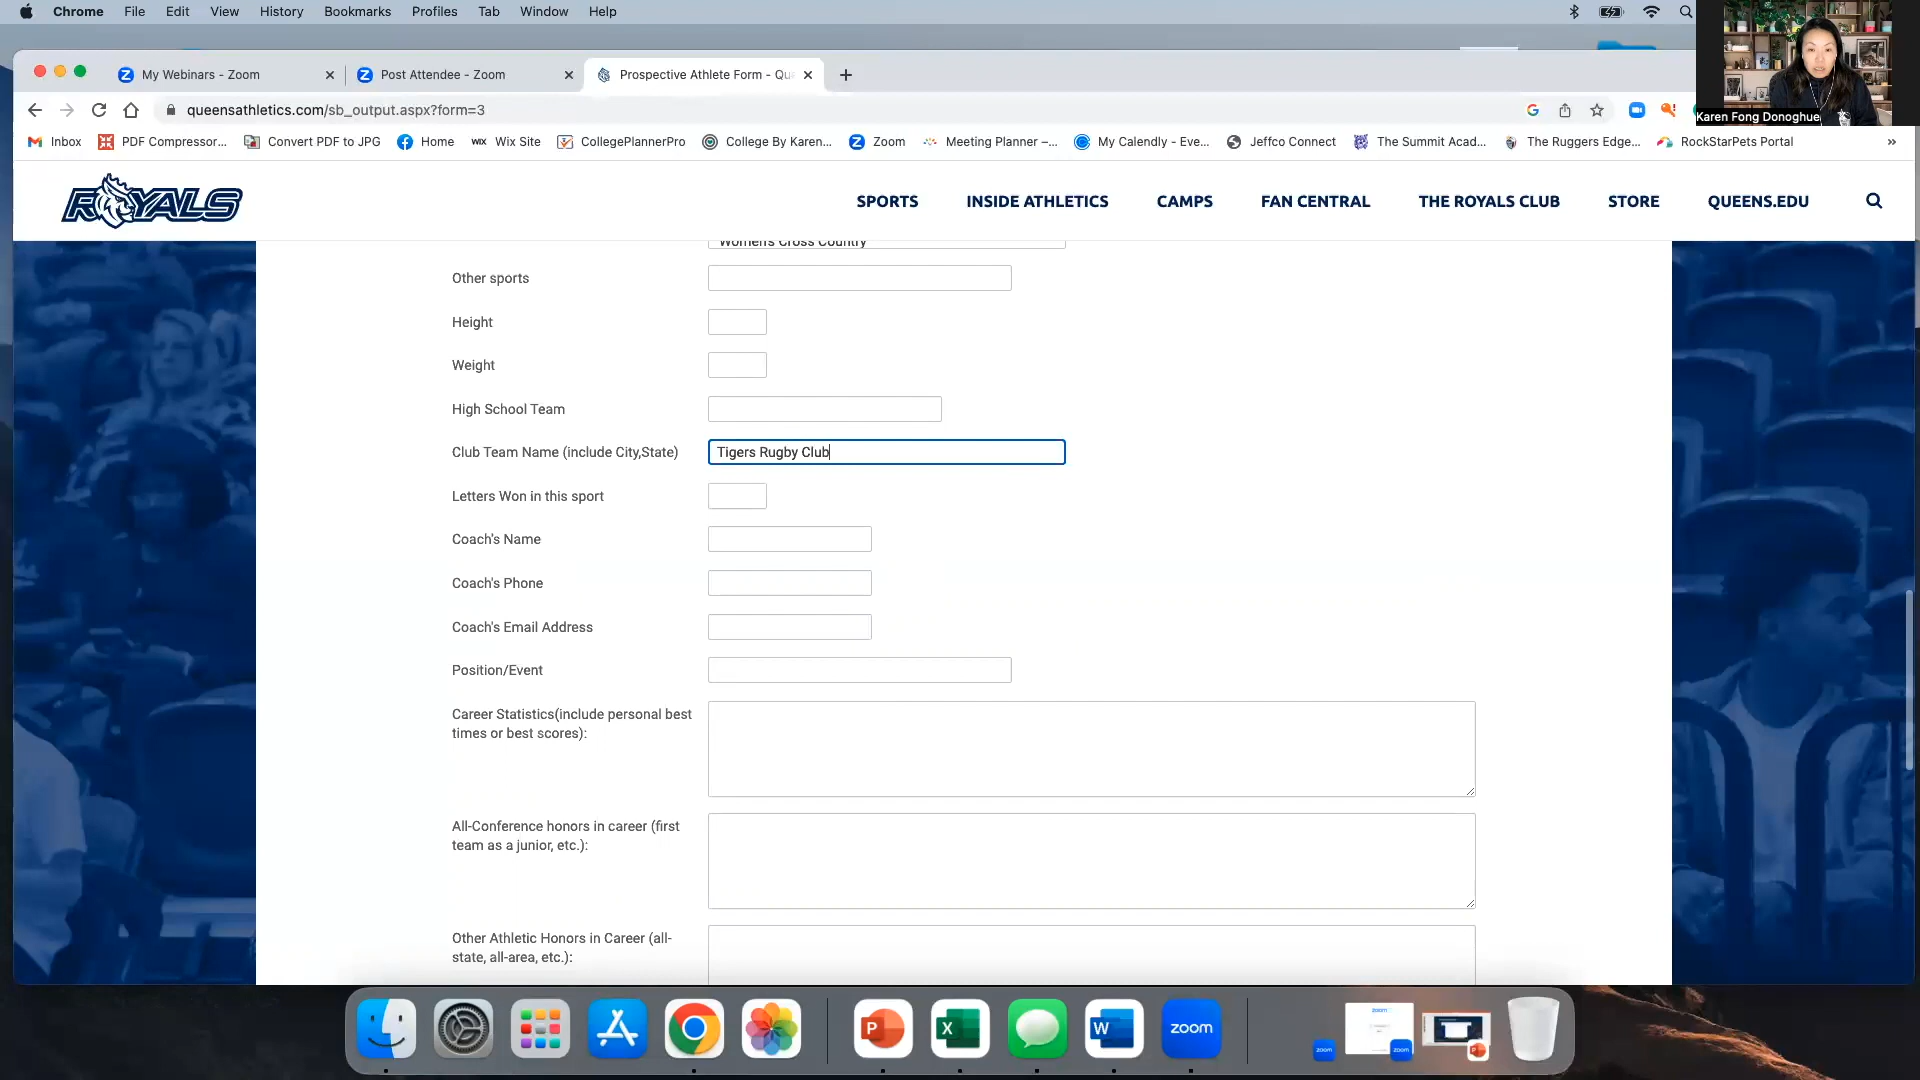 Chrome File Edit View History Bookmarks Profiles Tab Window Help
My Webinars - Zoom
Post Attendee - Zoom
Prospective Athlete Form - Qu
queensathletics.com/sb_output.aspx?form=3
Karen Fong Donoghue
Inbox
PDF Compressor...
Convert PDF to JPG
Home
WIX Wix Site
CollegePlannerPro
College By Karen...
Zoom
Meeting Planner –...
My Calendly - Eve...
Jeffco Connect
The Summit Acad...
The Ruggers Edge...
RockStarPets Portal
ROYALS
SPORTS
INSIDE ATHLETICS
CAMPS
FAN CENTRAL
THE ROYALS CLUB
STORE
QUEENS.EDU
Women's Cross Country
Other sports
Height
Weight
High School Team
Club Team Name (include City,State)
Tigers Rugby Club
Letters Won in this sport
Coach's Name
Coach's Phone
Coach's Email Address
Position/Event
Career Statistics(include personal best
times or best scores):
All-Conference honors in career (first
team as a junior, etc.):
Other Athletic Honors in Career (all-
state, all-area, etc.):
P
X
W
zoom
zoom
zoom
zoom
P